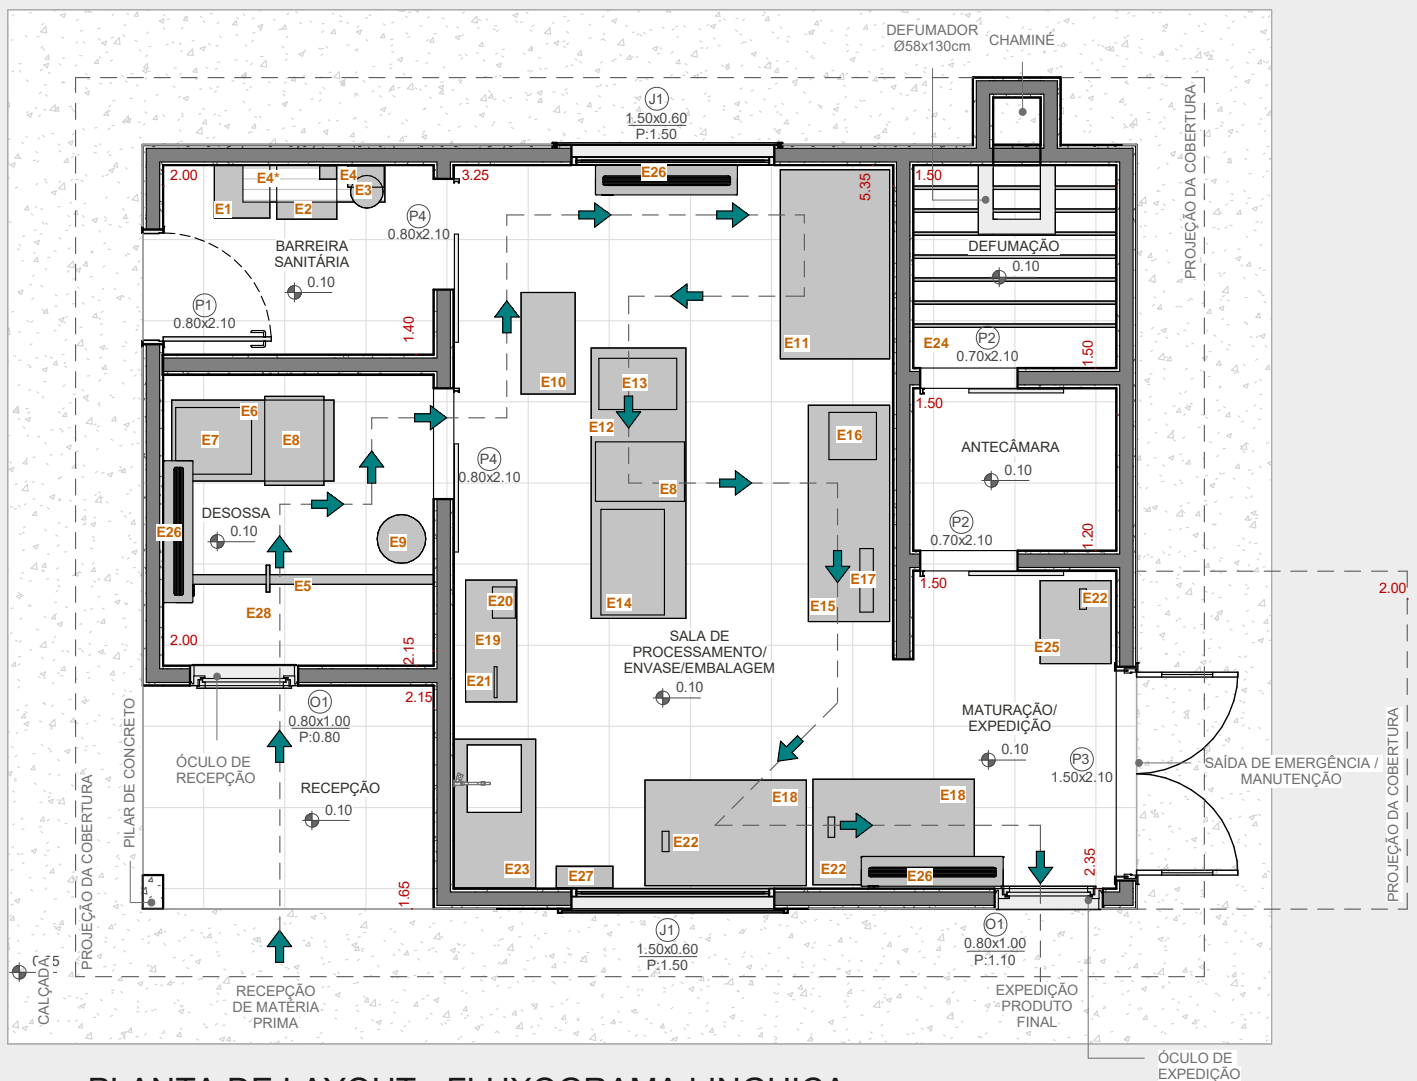 DEFUMADOR
Ø58x130cm
CHAMINÉ
J1
1.50x0.60
P:1.50
PROJEÇÃO DA COBERTURA
2.00
E4*
E4
E3
E1
E2
3.25
E26
5.35
1.50
P4
0.80x2.10
BARREIRA
SANITÁRIA
0.10
DEFUMAÇÃO
0.10
P1
0.80x2.10
1.40
E10
E11
E24
P2
0.70x2.10
1.50
E13
1.50
E6
E7
E8
E12
E16
ANTECÂMARA
0.10
P4
0.80x2.10
E8
DESOSSA
0.10
E26
E9
P2
0.70x2.10
1.20
E5
E28
E17
E15
1.50
E22
E25
2.00
E20
E19
E14
2.00
2.15
SALA DE
PROCESSAMENTO/
ENVASE/EMBALAGEM
0.10
E21
2.15
O1
0.80x1.00
P:0.80
MATURAÇÃO/
EXPEDIÇÃO
0.10
PILAR DE CONCRETO
ÓCULO DE
RECEPÇÃO
RECEPÇÃO
0.10
P3
1.50x2.10
SAÍDA DE EMERGÊNCIA /
MANUTENÇÃO
PROJEÇÃO DA COBERTURA
E18
E18
PROJEÇÃO DA COBERTURA
E23
E27
E22
E22
E26
2.35
1.65
J1
1.50x0.60
P:1.50
O1
0.80x1.00
P:1.10
CALÇADA
RECEPÇÃO
DE MATÉRIA
PRIMA
EXPEDIÇÃO
PRODUTO
FINAL
ÓCULO DE
EXPEDIÇÃO
PLANTA DE LAYOUT - FLUXOGRAMA LINGUIÇA